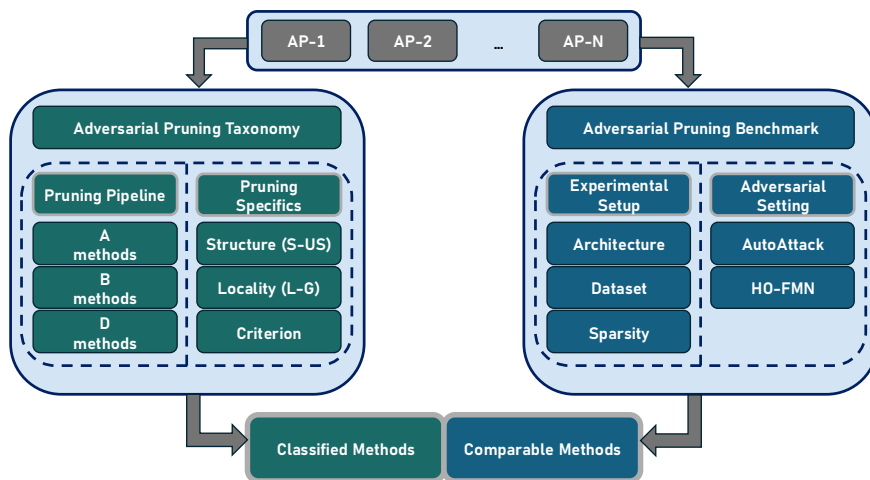 AP-1
AP-2
...
AP-N
Adversarial Pruning Taxonomy
Pruning Pipeline
A
methods
B
methods
D
methods
Pruning
Specifics
Structure (S-US)
Locality (L-G)
Criterion
Adversarial Pruning Benchmark
Experimental
Setup
Architecture
Dataset
Sparsity
Adversarial
Setting
AutoAttack
HO-FMN
Classified Methods
Comparable Methods